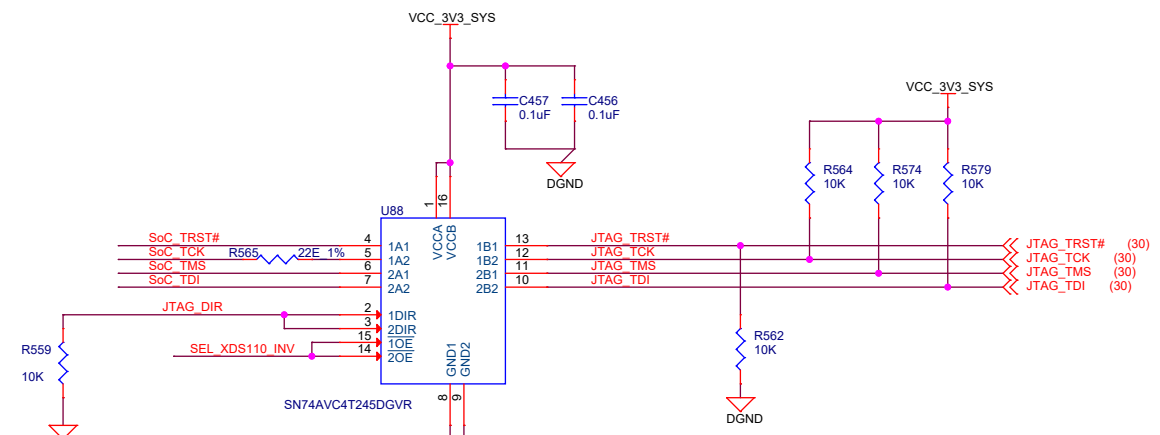 VCC_3V3_SYS
C457
0.1uF
C456
0.1uF
DGND
VCC_3V3_SYS
R564
10K
R574
10K
R579
10K
U88
1
16
VCCA
VCCB
SoC_TRST#
4
1A1
1B1
13
JTAG_TRST#
JTAG_TRST# (30)
SoC_TCK
R565
22E_1%
5
1A2
1B2
12
JTAG_TCK
JTAG_TCK (30)
SoC_TMS
6
2A1
2B1
11
JTAG_TMS
JTAG_TMS (30)
SoC_TDI
7
2A2
2B2
10
JTAG_TDI
JTAG_TDI (30)
JTAG_DIR
2
1DIR
3
2DIR
15
1OE
SEL_XDS110_INV
14
2OE
R559
10K
GND1
GND2
8
9
SN74AVC4T245DGVR
R562
10K
DGND